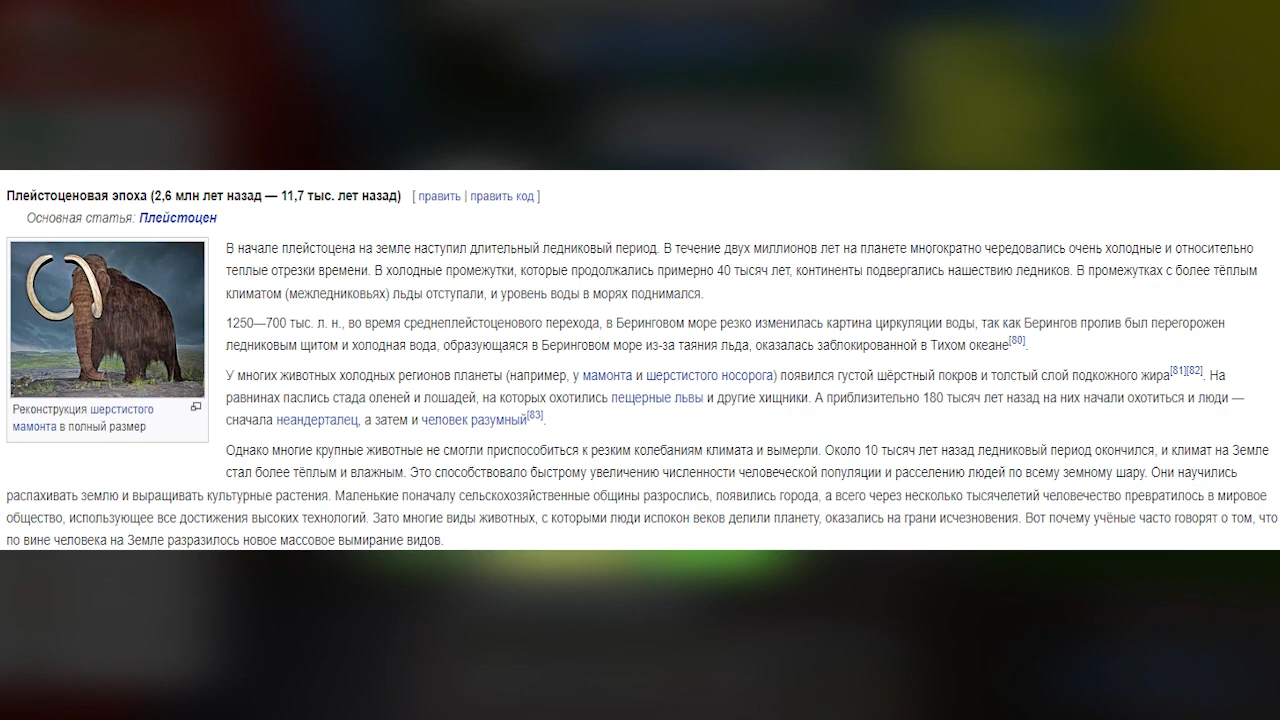 Плейстоценовая эпоха (2,6 млн лет назад — 11,7 тыс. лет назад) [ править | править код ]
Основная статья: Плейстоцен
В начале плейстоцена на земле наступил длительный ледниковый период. В течение двух миллионов лет на планете многократно чередовались очень холодные и относительно
теплые отрезки времени. В холодные промежутки, которые продолжались примерно 40 тысяч лет, континенты подвергались нашествию ледников. В промежутках с более тёплым
климатом (межледниковьях) льды отступали, и уровень воды в морях поднимался.
1250—700 тыс. л. н., во время среднеплейстоценового перехода, в Беринговом море резко изменилась картина циркуляции воды, так как Берингов пролив был перегорожен
ледниковым щитом и холодная вода, образующаяся в Беринговом море из-за таяния льда, оказалась заблокированной в Тихом океане[80].
У многих животных холодных регионов планеты (например, у мамонта и шерстистого носорога) появился густой шёрстный покров и толстый слой подкожного жира[81][82]. На
равнинах паслись стада оленей и лошадей, на которых охотились пещерные львы и другие хищники. А приблизительно 180 тысяч лет назад на них начали охотиться и люди —
сначала неандерталец, а затем и человек разумный[83].
Реконструкция шерстистого
мамонта в полный размер
Однако многие крупные животные не смогли приспособиться к резким колебаниям климата и вымерли. Около 10 тысяч лет назад ледниковый период окончился, и климат на Земле
стал более тёплым и влажным. Это способствовало быстрому увеличению численности человеческой популяции и расселению людей по всему земному шару. Они научились
распахивать землю и выращивать культурные растения. Маленькие поначалу сельскохозяйственные общины разрослись, появились города, а всего через несколько тысячелетий человечество превратилось в мировое
общество, использующее все достижения высоких технологий. Зато многие виды животных, с которыми люди испокон веков делили планету, оказались на грани исчезновения. Вот почему учёные часто говорят о том, что
по вине человека на Земле разразилось новое массовое вымирание видов.